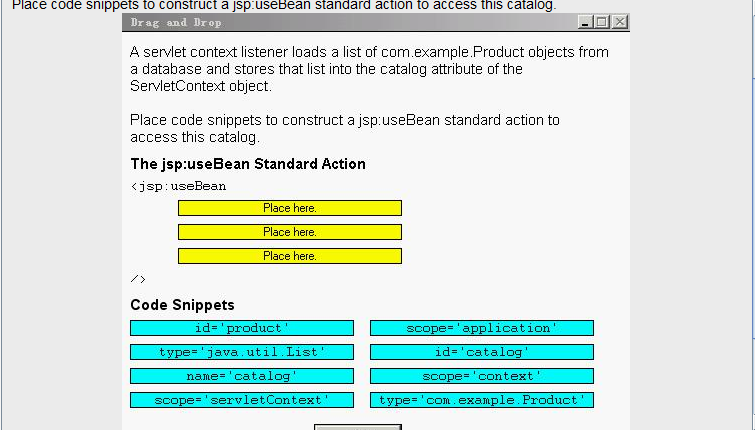 Place code snippets to construct a jsp:useBean standard action to access this catalog.
Drag and Drop
A servlet context listener loads a list of com.example.Product objects from
a database and stores that list into the catalog attribute of the
ServletContext object.
Place code snippets to construct a jsp:useBean standard action to
access this catalog.
The jsp:useBean Standard Action
<jsp:useBean
Place here.
Place here.
Place here.
/>
Code Snippets
id='product' scope='application'
type='java.util.List' id='catalog'
name='catalog' scope='context'
scope='servletContext' type='com.example.Product'